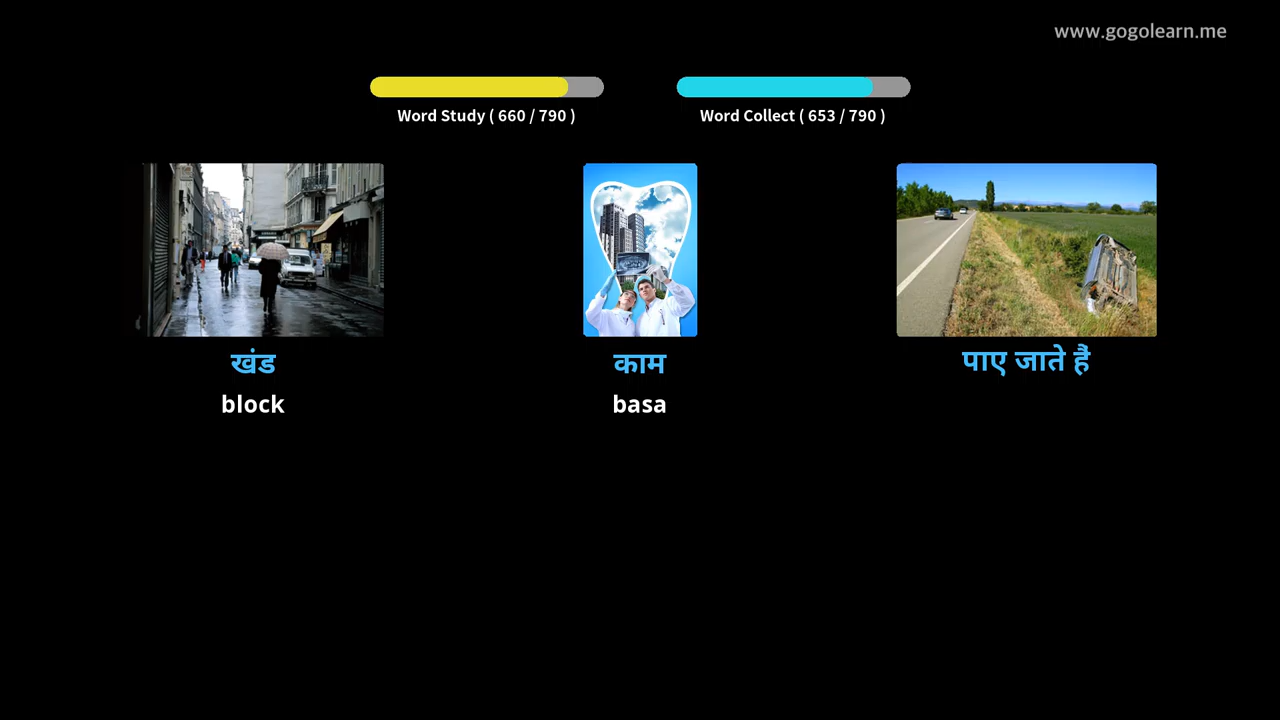 www.gogolearn.me
Word Study ( 660 / 790 )
Word Collect ( 653 / 790 )
खंड
काम
पाए जाते हैं
block
basa